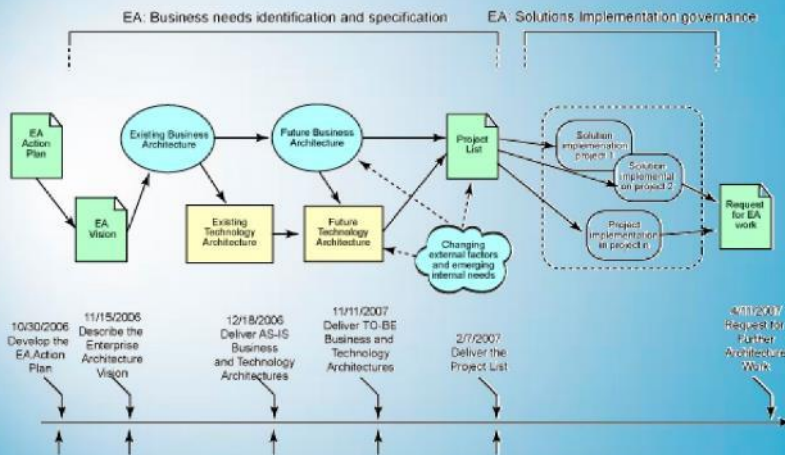 EA: Business needs identification and specification
EA: Solutions Implementation governance
EA
Action
Plan
EA
Vision
Existing Business
Architecture
Future Business
Architecture
Existing
Technology
Architecture
Future
Technology
Architecture
Project
List
Changing
external factors
and emerging
internal needs
Solution
implementation
project 1
Solution
implementati
on project 2
Project
implementation
in project n
Request
for EA
work
10/30/2006
Develop the
EA Action
Plan
11/15/2006
Describe the
Enterprise
Architecture
Vision
12/18/2006
Deliver AS-IS
Business
and Technology
Architectures
11/11/2007
Deliver TO-BE
Business and
Technology
Architectures
2/7/2007
Deliver the
Project List
4/11/2007
Request for
Further
Architecture
Work